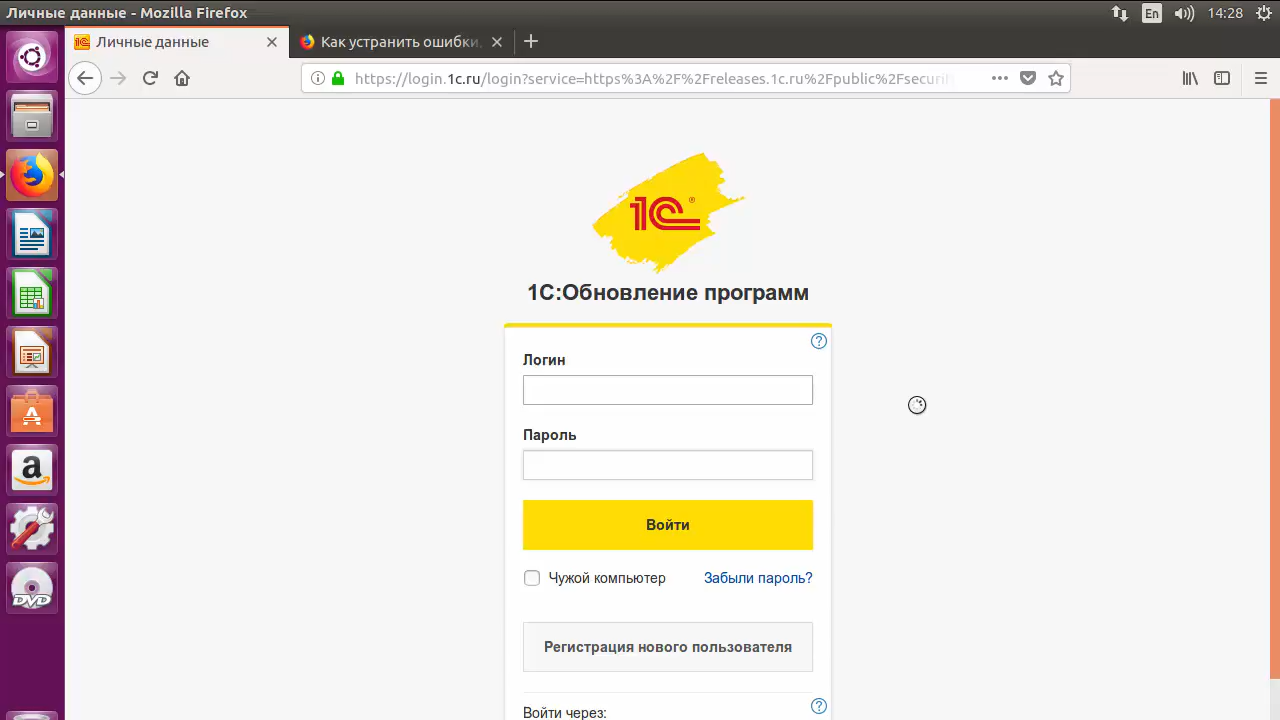 Личные данные - Mozilla Firefox
En
14:28
Личные данные
Как устранить ошибки.
https://login.1c.ru/login?service=https%3A%2F%2Freleases.1c.ru%2Fpublic%2Fsecuri
1С
®
1С:Обновление программ
?
Логин
Пароль
Войти
Чужой компьютер
Забыли пароль?
Регистрация нового пользователя
Войти через:
?
A
a
DVD